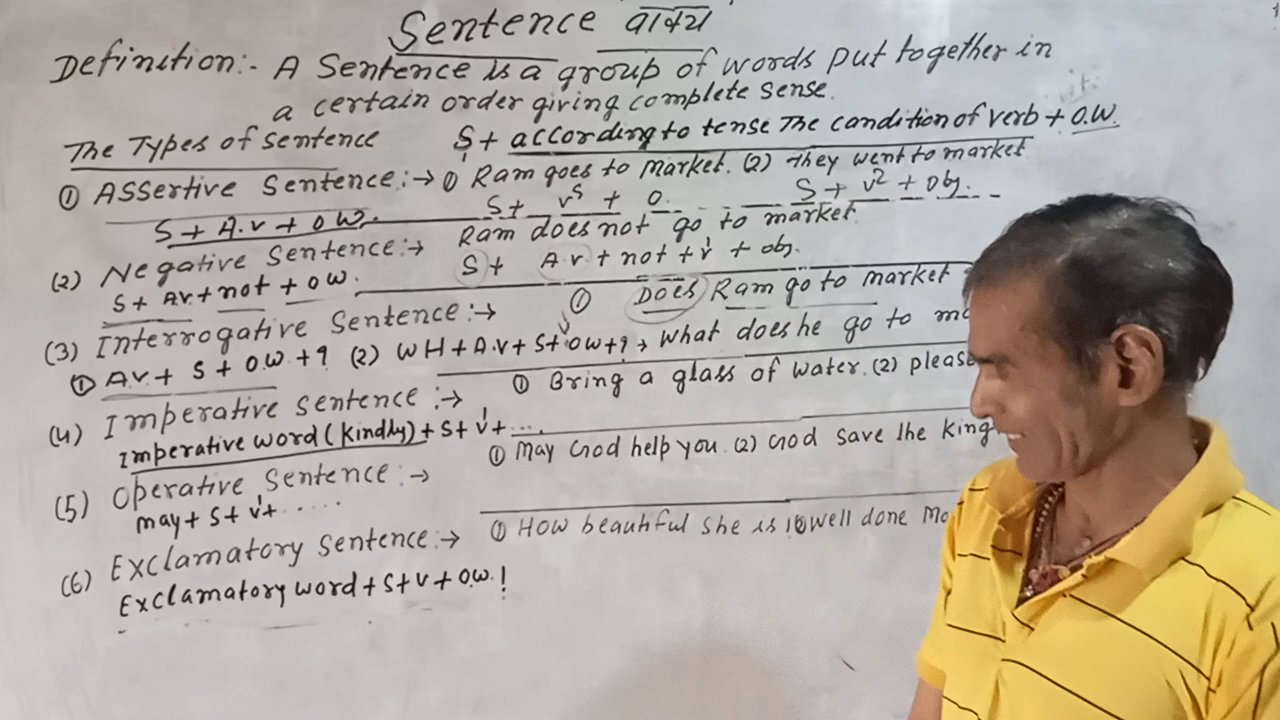 Sentence वाक्य
Definition:- A Sentence is a group of words put together in
a certain order giving complete sense.
The Types of sentence S + according to tense The condition of verb + O.W.
① Assertive Sentence:→ ① Ram goes to market. (2) They went to market
S + A.V + O W. S + v⁵ + O. S + v² + obj.
(2) Negative Sentence:→ Ram does not go to market.
S + Av + not + O W. S + A v + not + v¹ + obj.
(3) Interrogative Sentence:→ ① Does Ram go to market
① A.V. + S + O.W + ? (2) WH + A.V + S + O W + ? → What does he go to
(4) Imperative sentence:→ ① Bring a glass of water. (2) please
Imperative word (kindly) + S + v¹ + ....
(5) Operative Sentence:→ ① May God help you. (2) God save the king
may + S + v¹ + .....
(6) Exclamatory sentence:→ ① How beautiful she is well done
Exclamatory word + S + V + O.W. !